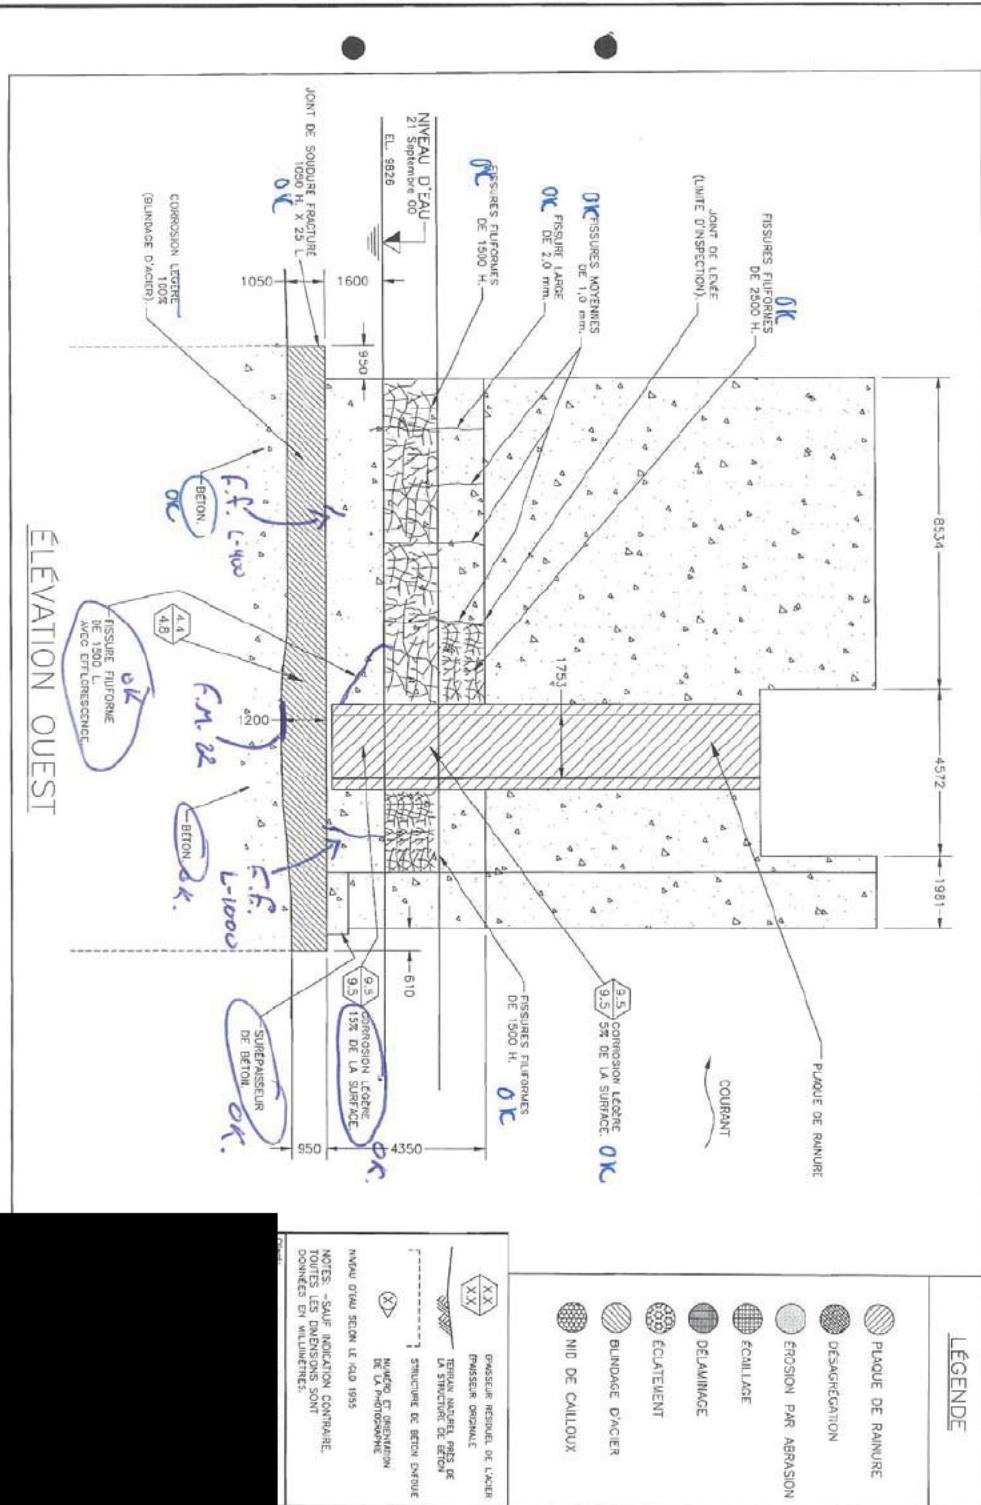 FISSURES FILIFORMES
DE 2500 H.
OK
JOINT DE LEVÉE
(LIMITE D'INSPECTION)
OK
FISSURES MOYENNES
DE 1,0 mm.
OK
FISSURE LARGE
DE 2,0 mm.
OK
FISSURES FILIFORMES
DE 1500 H.
NIVEAU D'EAU
21 Septembre 00
EL. 9826
JOINT DE SOUDURE FRACTURÉ
1050 H. X 25 L.
OK
CORROSION LÉGÈRE
100%
(BLINDAGE D'ACIER)
8534
4572
1981
1753
1050
1600
950
1200
610
950
4350
PLAQUE DE RAINURE
COURANT
9.5
9.5
CORROSION LÉGÈRE
5% DE LA SURFACE.
OK
FISSURES FILIFORMES
DE 1500 H.
OK
9.5
9.5
CORROSION LÉGÈRE
15% DE LA SURFACE.
OK.
SURÉPAISSEUR
DE BÉTON.
OK.
BÉTON.
OK
F.F. L-400
4.4
4.8
FISSURE FILIFORME
DE 1500 L.
AVEC EFFLORESCENCE.
OK
F.M. 22
BÉTON
OK.
F.F.
L-1000
ÉLÉVATION OUEST
LÉGENDE
PLAQUE DE RAINURE
DÉSAGRÉGATION
ÉROSION PAR ABRASION
ÉCAILLAGE
DÉLAMINAGE
ÉCLATEMENT
BLINDAGE D'ACIER
NID DE CAILLOUX
X.X
X.X
ÉPAISSEUR RÉSIDUEL DE L'ACIER
ÉPAISSEUR ORIGINALE
TERRAIN NATUREL PRÈS DE
LA STRUCTURE DE BÉTON
STRUCTURE DE BÉTON ENFOUIE
X
NUMÉRO ET ORIENTATION
DE LA PHOTOGRAPHIE
NIVEAU D'EAU SELON LE IGLD 1955
NOTES: -SAUF INDICATION CONTRAIRE,
TOUTES LES DIMENSIONS SONT
DONNÉES EN MILLIMÈTRES.